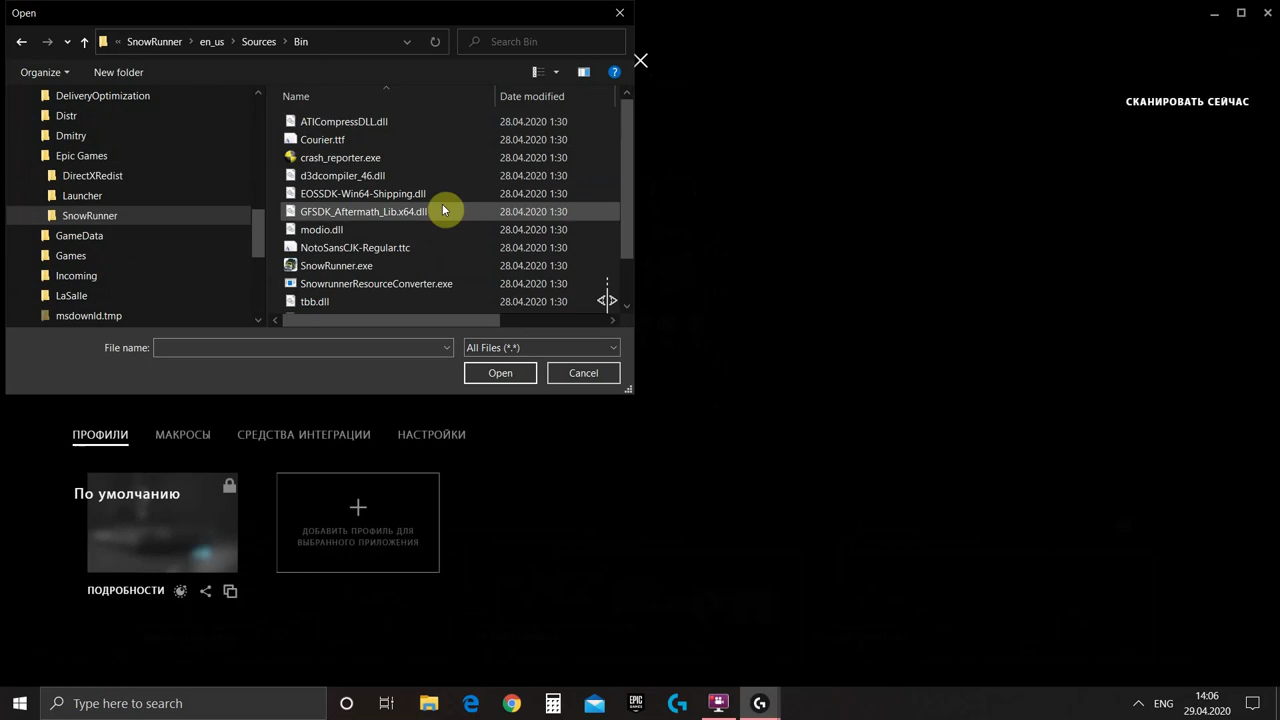 Open
SnowRunner
en_us
Sources
Bin
Search Bin
Organize
New folder
DeliveryOptimization
Distr
Dmitry
Epic Games
DirectXRedist
Launcher
SnowRunner
GameData
Games
Incoming
LaSalle
msdownld.tmp
Name
Date modified
ATICompressDLL.dll
28.04.2020 1:30
Courier.ttf
28.04.2020 1:30
crash_reporter.exe
28.04.2020 1:30
d3dcompiler_46.dll
28.04.2020 1:30
EOSSDK-Win64-Shipping.dll
28.04.2020 1:30
GFSDK_Aftermath_Lib.x64.dll
28.04.2020 1:30
modio.dll
28.04.2020 1:30
NotoSansCJK-Regular.ttc
28.04.2020 1:30
SnowRunner.exe
28.04.2020 1:30
SnowrunnerResourceConverter.exe
28.04.2020 1:30
tbb.dll
28.04.2020 1:30
File name:
All Files (*.*)
Open
Cancel
СКАНИРОВАТЬ СЕЙЧАС
ПРОФИЛИ
МАКРОСЫ
СРЕДСТВА ИНТЕГРАЦИИ
НАСТРОЙКИ
По умолчанию
ДОБАВИТЬ ПРОФИЛЬ ДЛЯ
ВЫБРАННОГО ПРИЛОЖЕНИЯ
ПОДРОБНОСТИ
Type here to search
EPIC
GAMES
ENG
14:06
29.04.2020